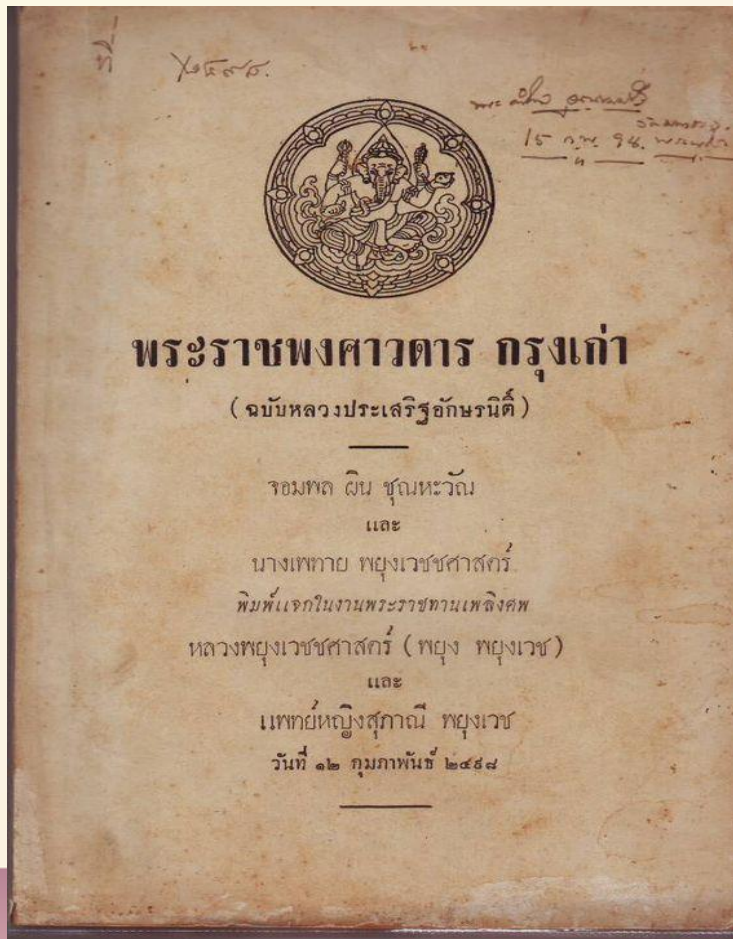 ที่
พระราชพงศาวดาร กรุงเก่า
(ฉบับหลวงประเสริฐอักษรนิติ์)
จอมพล ผิน ชุณหะวัณ
และ
นางเพทาย พยุงเวชชศาสตร์
พิมพ์แจกในงานพระราชทานเพลิงศพ
หลวงพยุงเวชชศาสตร์ (พยุง พยุงเวช)
และ
แพทย์หญิงสุภาณี พยุงเวช
วันที่ ๑๒ กุมภาพันธ์ ๒๔๙๘